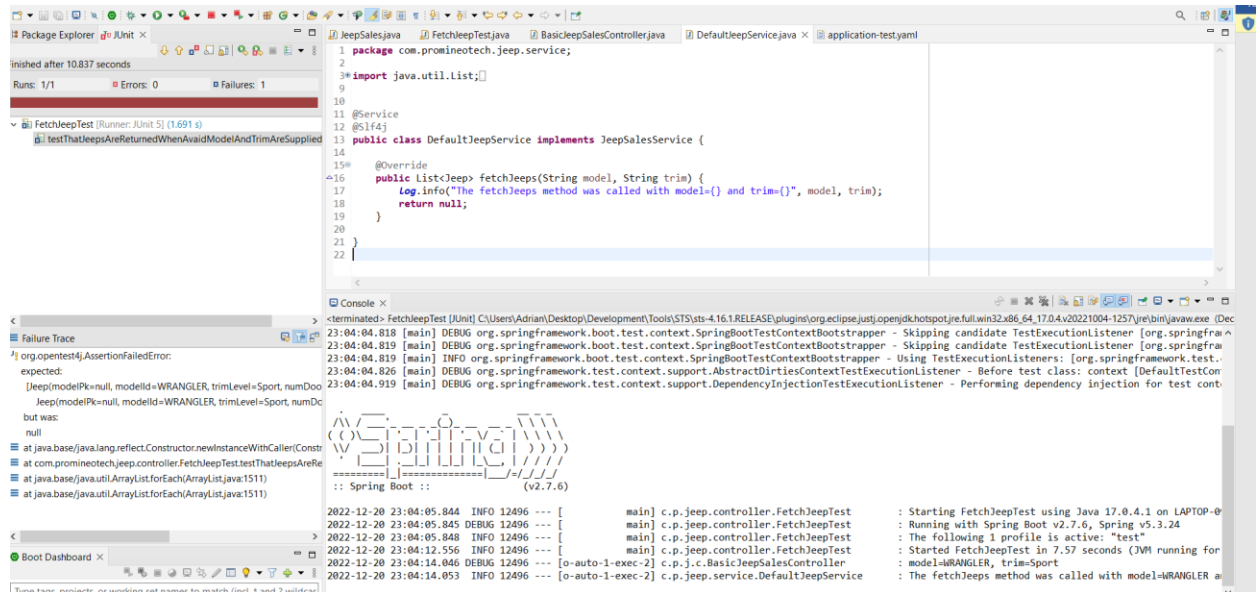 Package Explorer JUnit ×
Finished after 10.837 seconds
Runs: 1/1 Errors: 0 Failures: 1
FetchJeepTest [Runner: JUnit 5] (1.691 s)
testThatJeepsAreReturnedWhenAvaidModelAndTrimAreSupplied
Failure Trace
org.opentest4j.AssertionFailedError:
expected:
[Jeep(modelPk=null, modelId=WRANGLER, trimLevel=Sport, numDoo
Jeep(modelPk=null, modelId=WRANGLER, trimLevel=Sport, numDo
but was:
null
at java.base/java.lang.reflect.Constructor.newInstanceWithCaller(Constr
at com.promineotech.jeep.controller.FetchJeepTest.testThatJeepsAreRe
at java.base/java.util.ArrayList.forEach(ArrayList.java:1511)
at java.base/java.util.ArrayList.forEach(ArrayList.java:1511)
Boot Dashboard ×
Type tags, projects, or working set names to match (incl. * and ? wildcar
JeepSales.java FetchJeepTest.java BasicJeepSalesController.java DefaultJeepService.java × application-test.yaml
1 package com.promineotech.jeep.service;
2
3 import java.util.List;
9
10
11 @Service
12 @Slf4j
13 public class DefaultJeepService implements JeepSalesService {
14
15 @Override
16 public List<Jeep> fetchJeeps(String model, String trim) {
17 log.info("The fetchJeeps method was called with model={} and trim={}", model, trim);
18 return null;
19 }
20
21 }
22
Console ×
<terminated> FetchJeepTest [JUnit] C:\Users\Adrian\Desktop\Development\Tools\STS\sts-4.16.1.RELEASE\plugins\org.eclipse.justj.openjdk.hotspot.jre.full.win32.x86_64_17.0.4.v20221004-1257\jre\bin\javaw.exe (Dec
23:04:04.818 [main] DEBUG org.springframework.boot.test.context.SpringBootTestContextBootstrapper - Skipping candidate TestExecutionListener [org.springfram
23:04:04.819 [main] DEBUG org.springframework.boot.test.context.SpringBootTestContextBootstrapper - Skipping candidate TestExecutionListener [org.springfra
23:04:04.819 [main] INFO org.springframework.boot.test.context.SpringBootTestContextBootstrapper - Using TestExecutionListeners: [org.springframework.test.
23:04:04.826 [main] DEBUG org.springframework.test.context.support.AbstractDirtiesContextTestExecutionListener - Before test class: context [DefaultTestCon
23:04:04.919 [main] DEBUG org.springframework.test.context.support.DependencyInjectionTestExecutionListener - Performing dependency injection for test cont
Spring
:: Spring Boot :: (v2.7.6)
2022-12-20 23:04:05.844 INFO 12496 --- [ main] c.p.jeep.controller.FetchJeepTest : Starting FetchJeepTest using Java 17.0.4.1 on LAPTOP-0
2022-12-20 23:04:05.845 DEBUG 12496 --- [ main] c.p.jeep.controller.FetchJeepTest : Running with Spring Boot v2.7.6, Spring v5.3.24
2022-12-20 23:04:05.848 INFO 12496 --- [ main] c.p.jeep.controller.FetchJeepTest : The following 1 profile is active: "test"
2022-12-20 23:04:12.556 INFO 12496 --- [ main] c.p.jeep.controller.FetchJeepTest : Started FetchJeepTest in 7.57 seconds (JVM running for
2022-12-20 23:04:14.046 DEBUG 12496 --- [o-auto-1-exec-2] c.p.j.c.BasicJeepSalesController : model=WRANGLER, trim=Sport
2022-12-20 23:04:14.053 INFO 12496 --- [o-auto-1-exec-2] c.p.jeep.service.DefaultJeepService : The fetchJeeps method was called with model=WRANGLER a